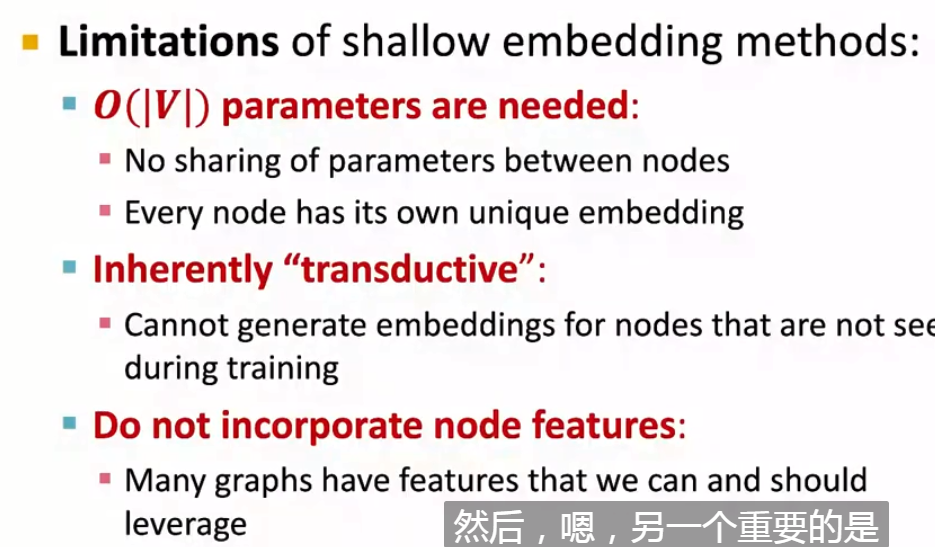 Limitations of shallow embedding methods:
O(|V|) parameters are needed:
No sharing of parameters between nodes
Every node has its own unique embedding
Inherently “transductive”:
Cannot generate embeddings for nodes that are not see
during training
Do not incorporate node features:
Many graphs have features that we can and should
leverage
然后，嗯，另一个重要的是